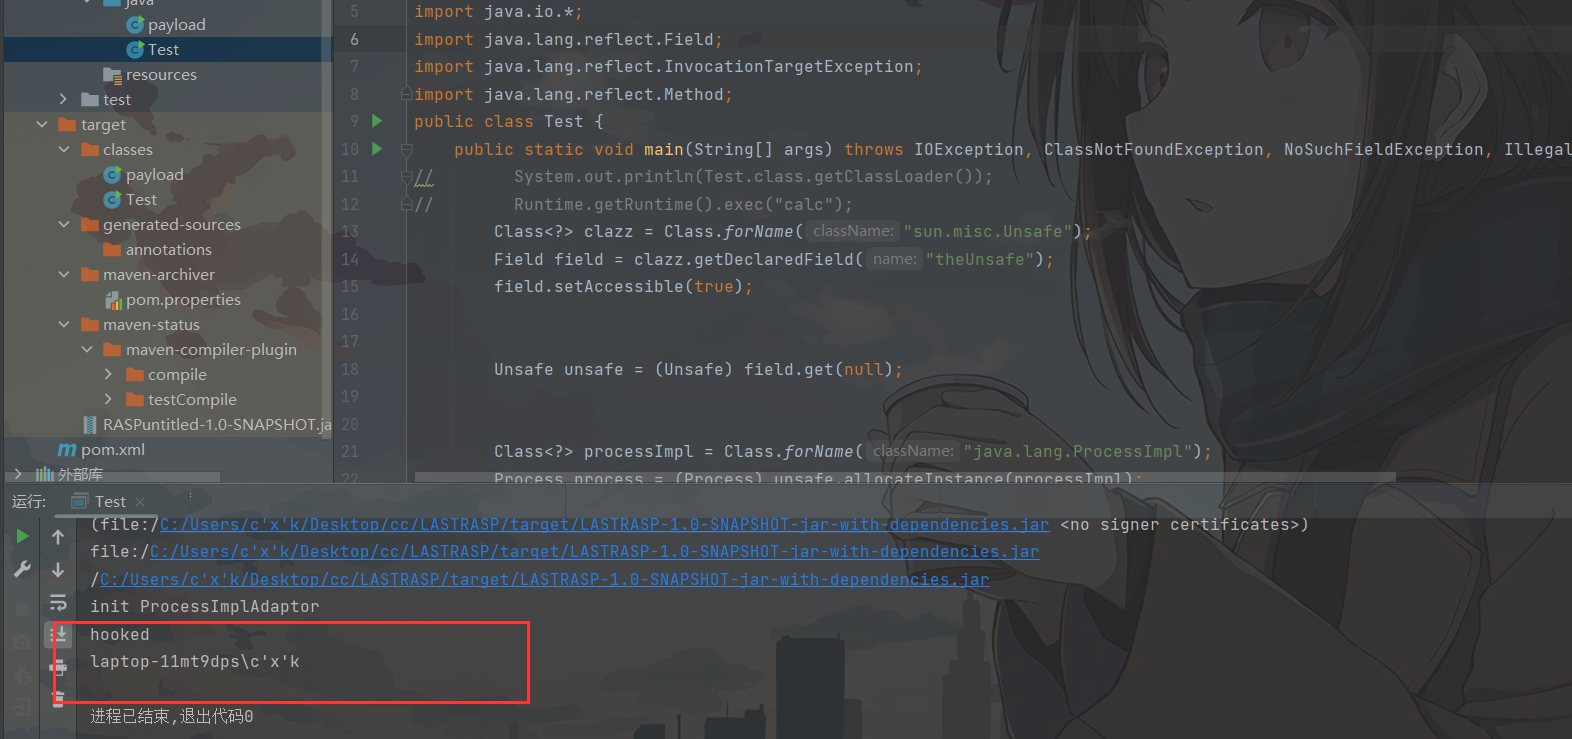 java
payload
Test
resources
test
target
classes
payload
Test
generated-sources
annotations
maven-archiver
pom.properties
maven-status
maven-compiler-plugin
compile
testCompile
RASPuntitled-1.0-SNAPSHOT.ja
pom.xml
外部库
5 import java.io.*;
6 import java.lang.reflect.Field;
7 import java.lang.reflect.InvocationTargetException;
8 import java.lang.reflect.Method;
9 public class Test {
10 public static void main(String[] args) throws IOException, ClassNotFoundException, NoSuchFieldException, Illegal
11 // System.out.println(Test.class.getClassLoader());
12 // Runtime.getRuntime().exec("calc");
13 Class<?> clazz = Class.forName( className: "sun.misc.Unsafe");
14 Field field = clazz.getDeclaredField( name: "theUnsafe");
15 field.setAccessible(true);
16
17
18 Unsafe unsafe = (Unsafe) field.get(null);
19
20
21 Class<?> processImpl = Class.forName( className: "java.lang.ProcessImpl");
22 Process process = (Process) unsafe.allocateInstance(processImpl);
运行: Test
(file:/C:/Users/c'x'k/Desktop/cc/LASTRASP/target/LASTRASP-1.0-SNAPSHOT-jar-with-dependencies.jar <no signer certificates>)
file:/C:/Users/c'x'k/Desktop/cc/LASTRASP/target/LASTRASP-1.0-SNAPSHOT-jar-with-dependencies.jar
/C:/Users/c'x'k/Desktop/cc/LASTRASP/target/LASTRASP-1.0-SNAPSHOT-jar-with-dependencies.jar
init ProcessImplAdaptor
hooked
laptop-11mt9dps\c'x'k
进程已结束,退出代码0